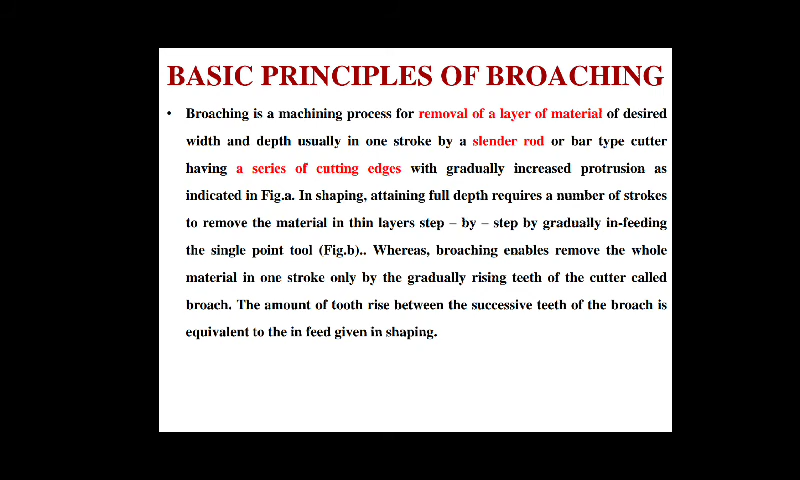 BASIC PRINCIPLES OF BROACHING
• Broaching is a machining process for removal of a layer of material of desired
width and depth usually in one stroke by a slender rod or bar type cutter
having a series of cutting edges with gradually increased protrusion as
indicated in Fig.a. In shaping, attaining full depth requires a number of strokes
to remove the material in thin layers step – by – step by gradually in-feeding
the single point tool (Fig.b).. Whereas, broaching enables remove the whole
material in one stroke only by the gradually rising teeth of the cutter called
broach. The amount of tooth rise between the successive teeth of the broach is
equivalent to the in feed given in shaping.